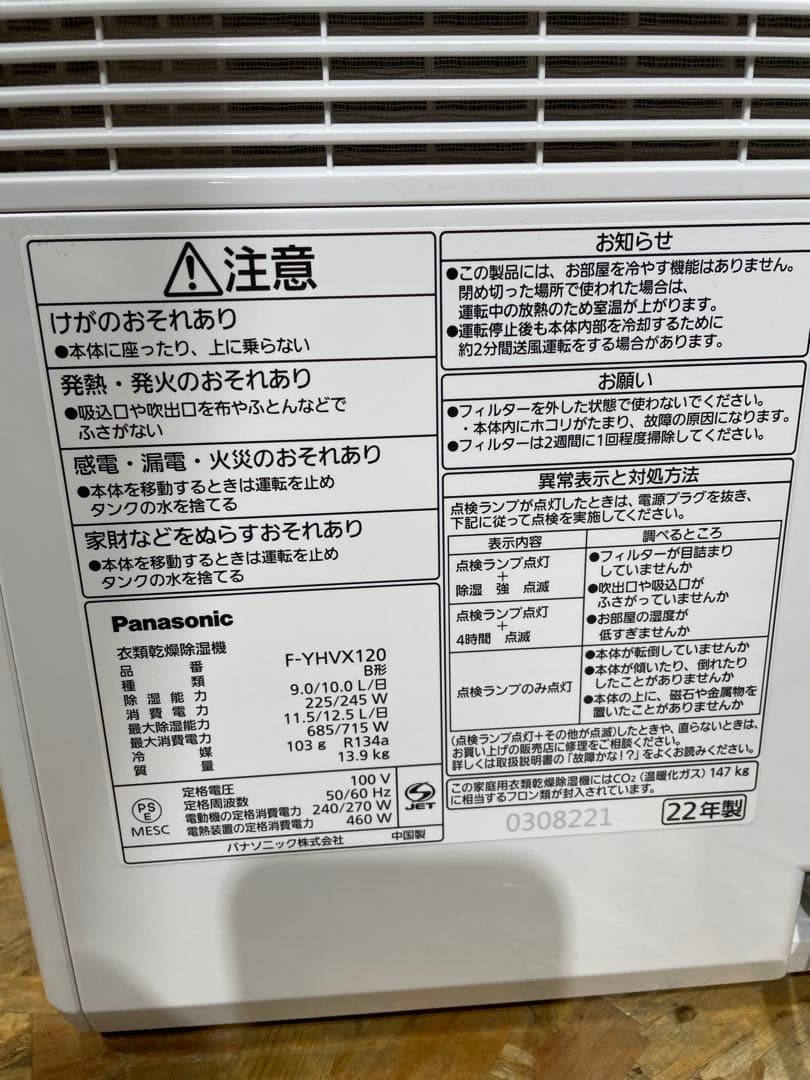 注意
けがのおそれあり
●本体に座ったり、上に乗らない
発熱・発火のおそれあり
●吸込口や吹出口を布やふとんなどで
ふさがない
感電・漏電・火災のおそれあり
●本体を移動するときは運転を止め
タンクの水を捨てる
家財などをぬらすおそれあり
●本体を移動するときは運転を止め
タンクの水を捨てる
Panasonic
衣類乾燥除湿機
品番 F-YHVX120
種類 B形
除湿能力 9.0/10.0 L/日
消費電力 225/245 W
最大除湿能力 11.5/12.5 L/日
最大消費電力 685/715 W
冷媒 103 g R134a
質量 13.9 kg
PSE
MESC
定格電圧 100 V
定格周波数 50/60 Hz
電動機の定格消費電力 240/270 W
電熱装置の定格消費電力 460 W
S JET
パナソニック株式会社 中国製
お知らせ
●この製品には、お部屋を冷やす機能はありません。
閉め切った場所で使われた場合は、
運転中の放熱のため室温が上がります。
●運転停止後も本体内部を冷却するために
約2分間送風運転をする場合があります。
お願い
●フィルターを外した状態で使わないでください。
・本体内にホコリがたまり、故障の原因になります。
●フィルターは2週間に1回程度掃除してください。
異常表示と対処方法
点検ランプが点灯したときは、電源プラグを抜き、
下記に従って点検を実施してください。
表示内容 調べるところ
点検ランプ点灯
+
除湿 強 点滅
点検ランプ点灯
+
4時間 点滅
●フィルターが目詰まり
していませんか
●吹出口や吸込口が
ふさがっていませんか
●お部屋の湿度が
低すぎませんか
点検ランプのみ点灯
●本体が転倒していませんか
●本体が傾いたり、倒れたり
したことがありませんか
●本体の上に、磁石や金属物を
置いたことがありませんか
(点検ランプ点灯+その他が点滅)したときや、直らないときは、
お買い上げの販売店に修理をご相談ください。
詳しくは取扱説明書の「故障かな!?」をよくお読みください。
この家庭用衣類乾燥除湿機にはCO₂(温暖化ガス)147 kg
に相当するフロン類が封入されています。
0308221
22年製